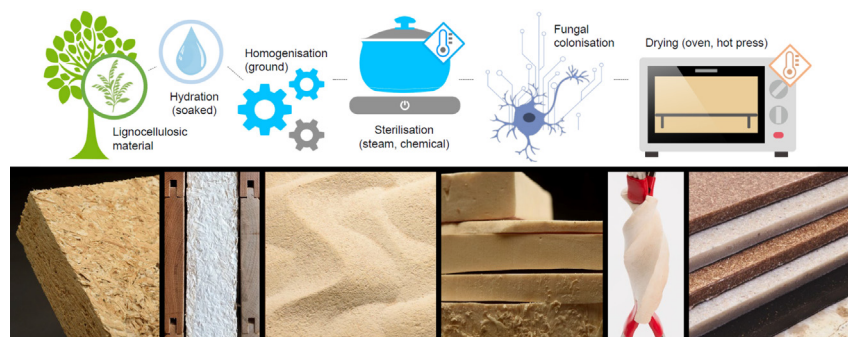 Lignocellulosic
material
Hydration
(soaked)
Homogenisation
(ground)
Sterilisation
(steam, chemical)
Fungal
colonisation
Drying (oven, hot press)